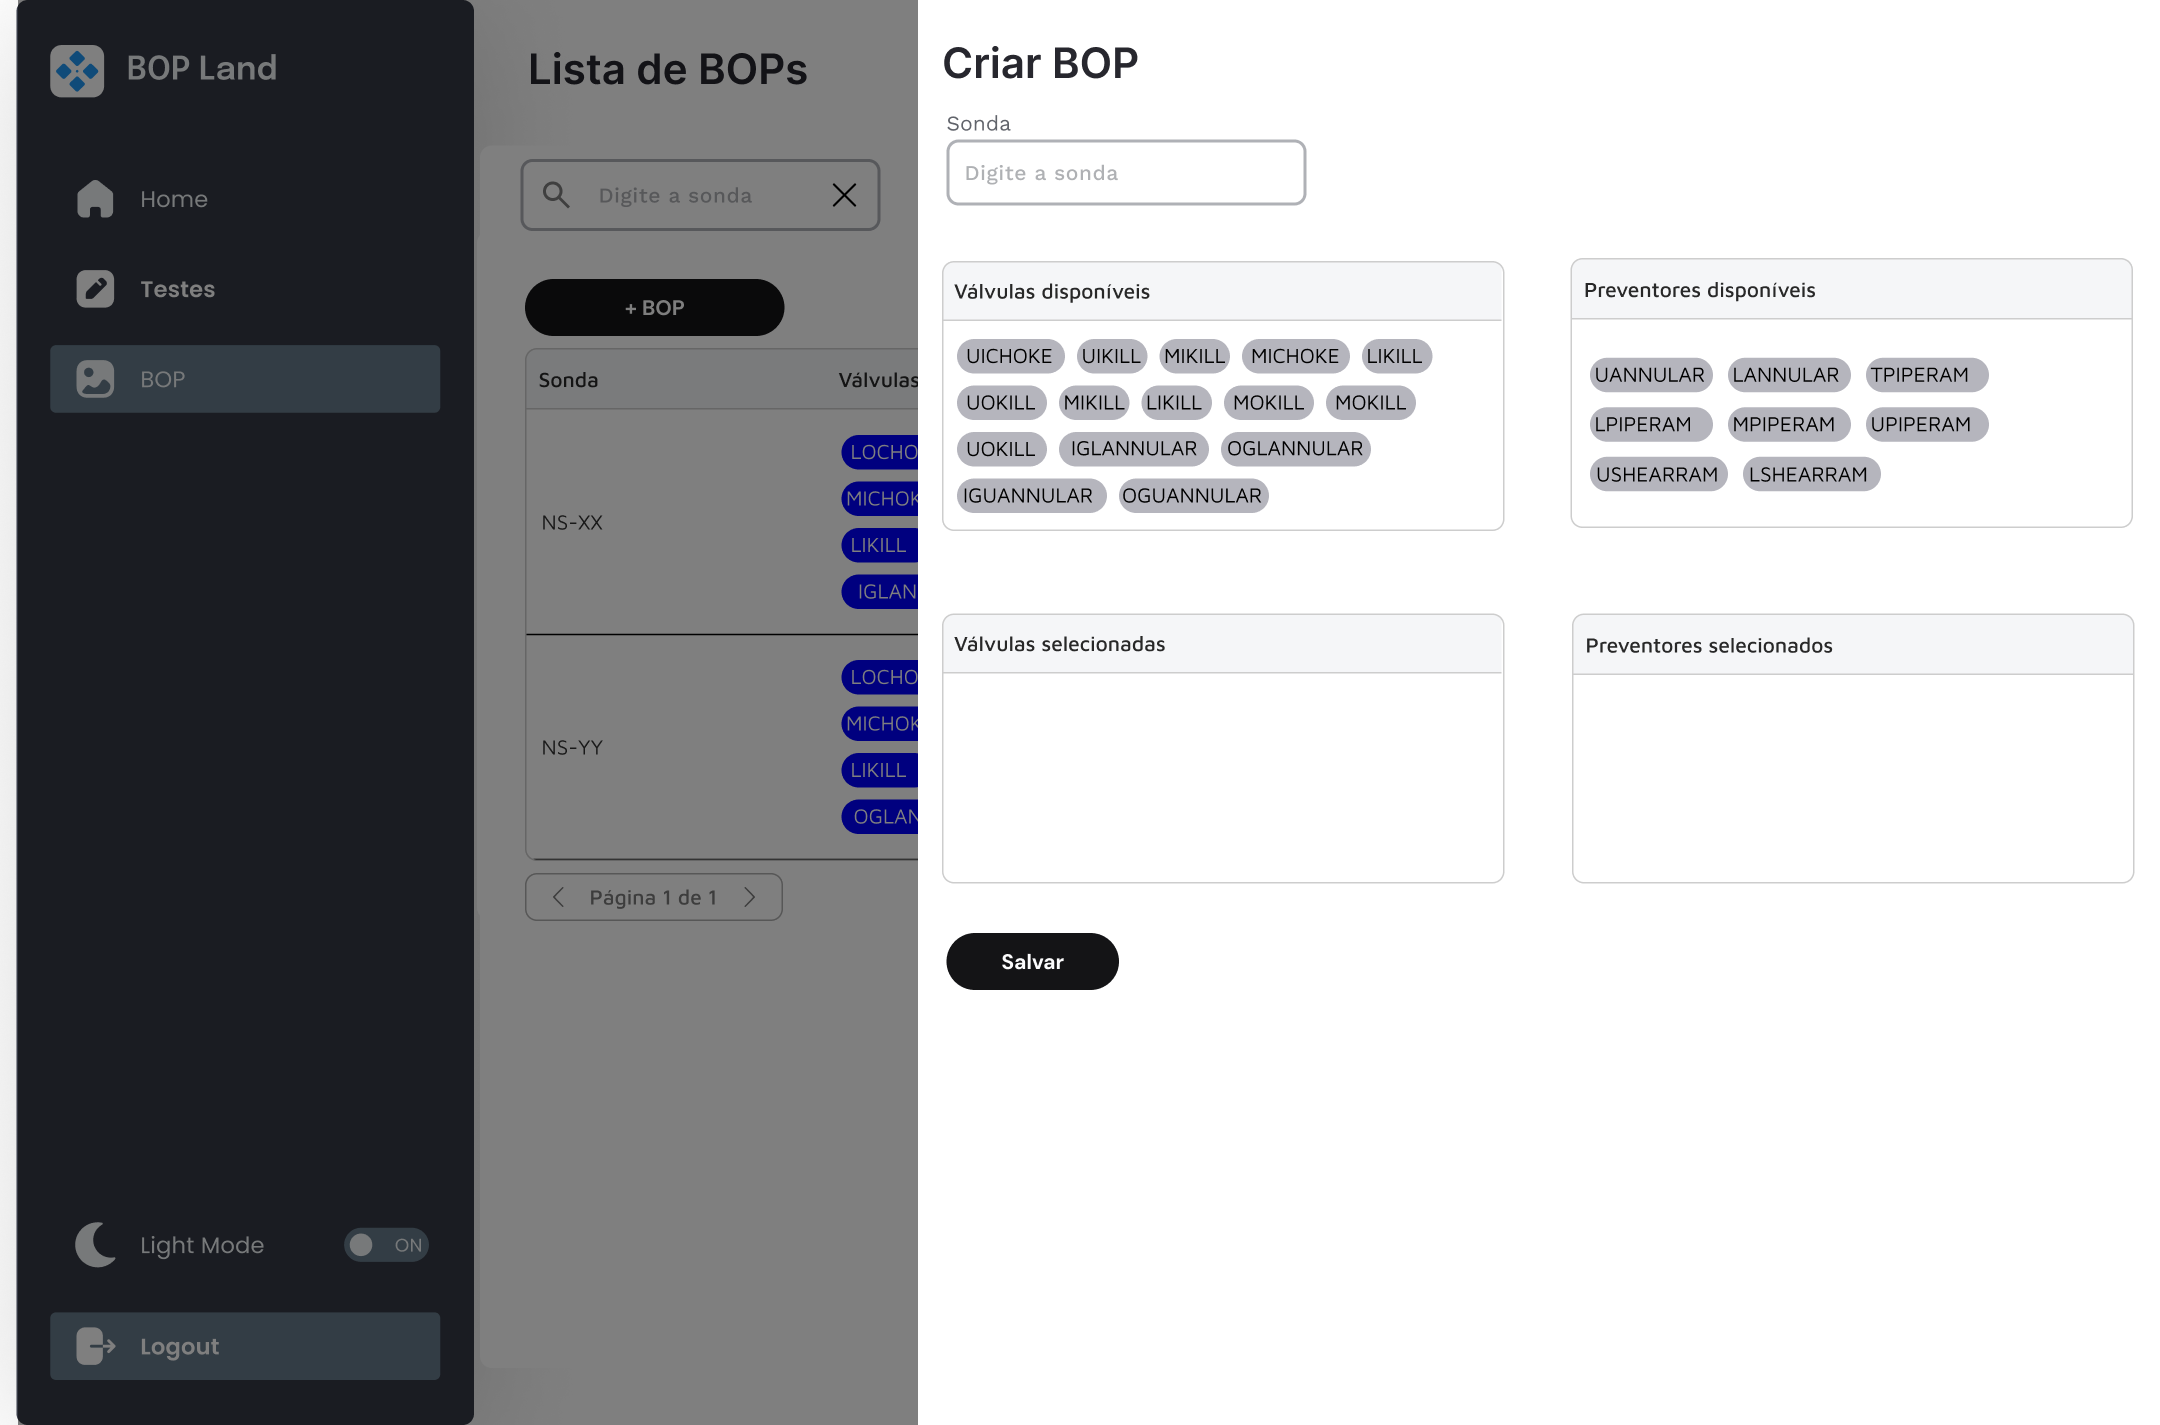 BOP Land
Home
Testes
BOP
Light Mode
ON
Logout
Lista de BOPs
Digite a sonda
+ BOP
Sonda Válvulas
NS-XX
LOCHO
MICHOK
LIKILL
IGLAN
NS-YY
LOCHO
MICHOK
LIKILL
OGLAN
Página 1 de 1
Criar BOP
Sonda
Digite a sonda
Válvulas disponíveis
UICHOKE UIKILL MIKILL MICHOKE LIKILL
UOKILL MIKILL LIKILL MOKILL MOKILL
UOKILL IGLANNULAR OGLANNULAR
IGUANNULAR OGUANNULAR
Preventores disponíveis
UANNULAR LANNULAR TPIPERAM
LPIPERAM MPIPERAM UPIPERAM
USHEARRAM LSHEARRAM
Válvulas selecionadas
Preventores selecionados
Salvar